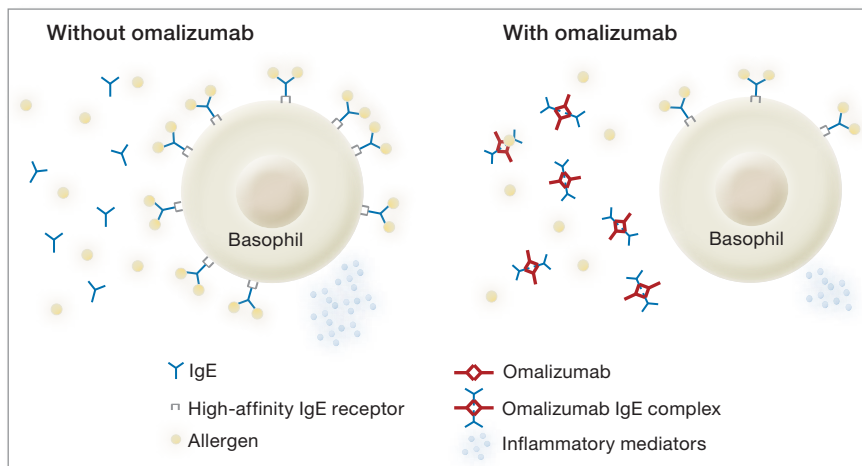 Without omalizumab
With omalizumab
Basophil
Basophil
IgE
High-affinity IgE receptor
Allergen
Omalizumab
Omalizumab IgE complex
Inflammatory mediators